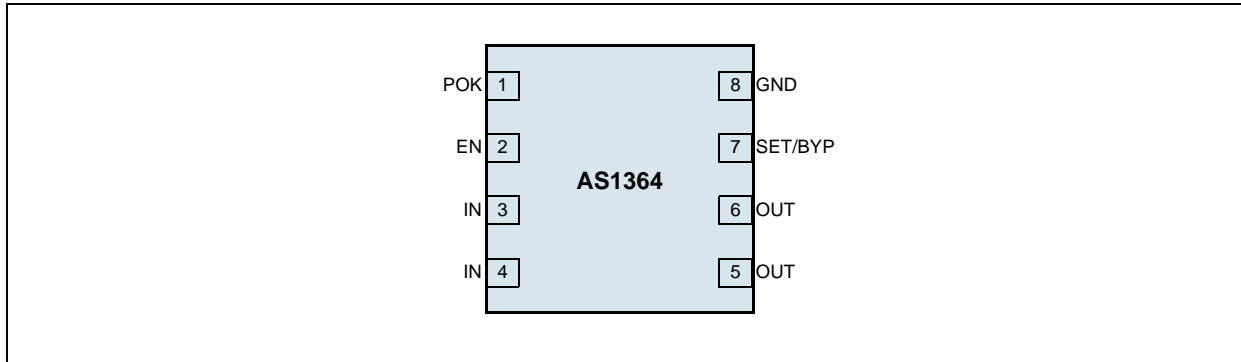 POK 1 8 GND
EN 2 7 SET/BYP
AS1364
IN 3 6 OUT
IN 4 5 OUT